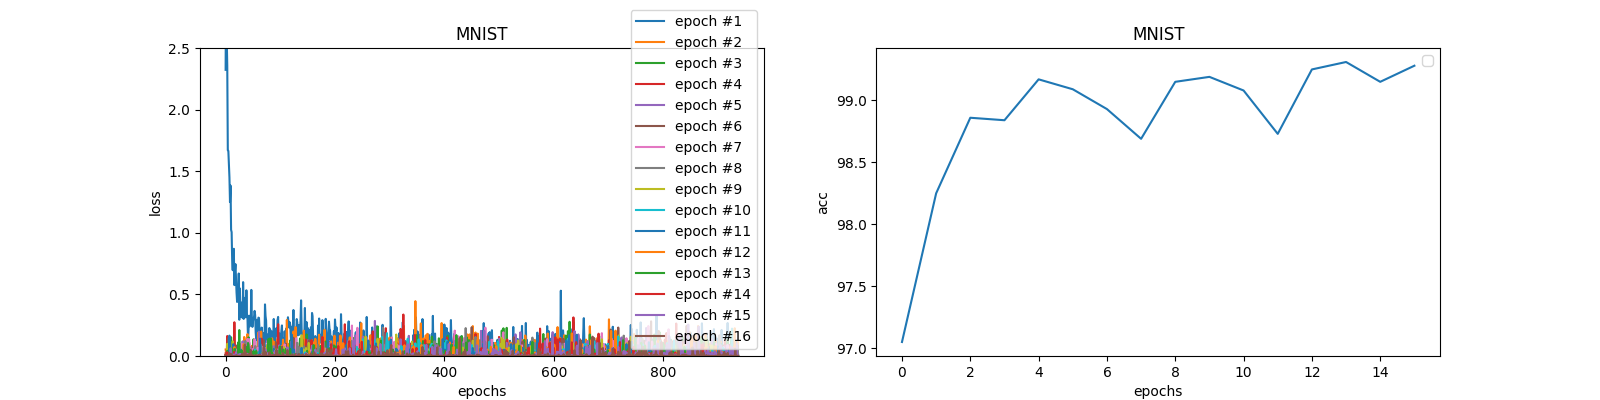 MNIST
2.5
2.0
1.5
1.0
0.5
0.0
loss
0 200 400 600 800
epochs
epoch #1
epoch #2
epoch #3
epoch #4
epoch #5
epoch #6
epoch #7
epoch #8
epoch #9
epoch #10
epoch #11
epoch #12
epoch #13
epoch #14
epoch #15
epoch #16
MNIST
99.0
98.5
98.0
97.5
97.0
acc
0 2 4 6 8 10 12 14
epochs